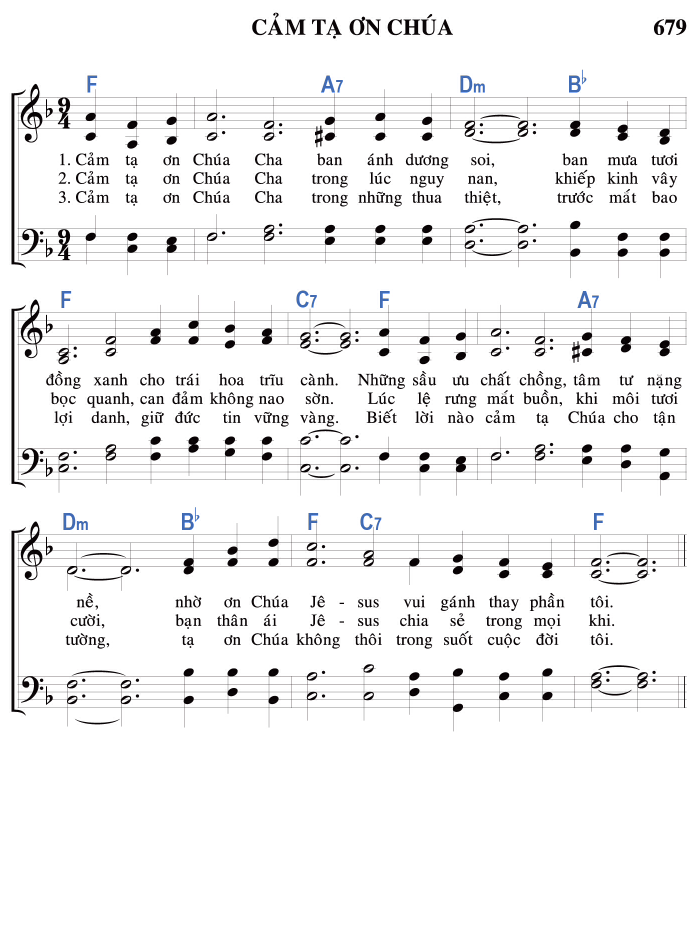 CẢM TẠ ƠN CHÚA 679
F A7 Dm B♭
9 4
1. Cảm tạ ơn Chúa Cha ban ánh dương soi, ban mưa tươi
2. Cảm tạ ơn Chúa Cha trong lúc nguy nan, khiếp kinh vây
3. Cảm tạ ơn Chúa Cha trong những thua thiệt, trước mắt bao
9 4
F C7 F A7
đồng xanh cho trái hoa trĩu cành. Những sầu ưu chất chồng, tâm tư nặng
bọc quanh, can đảm không nao sờn. Lúc lệ rưng mắt buồn, khi môi tươi
lợi danh, giữ đức tin vững vàng. Biết lời nào cảm tạ Chúa cho tận
Dm B♭ F C7 F
nề, nhờ ơn Chúa Jê - sus vui gánh thay phần tôi.
cười, bạn thân ái Jê - sus chia sẻ trong mọi khi.
tường, tạ ơn Chúa không thôi trong suốt cuộc đời tôi.